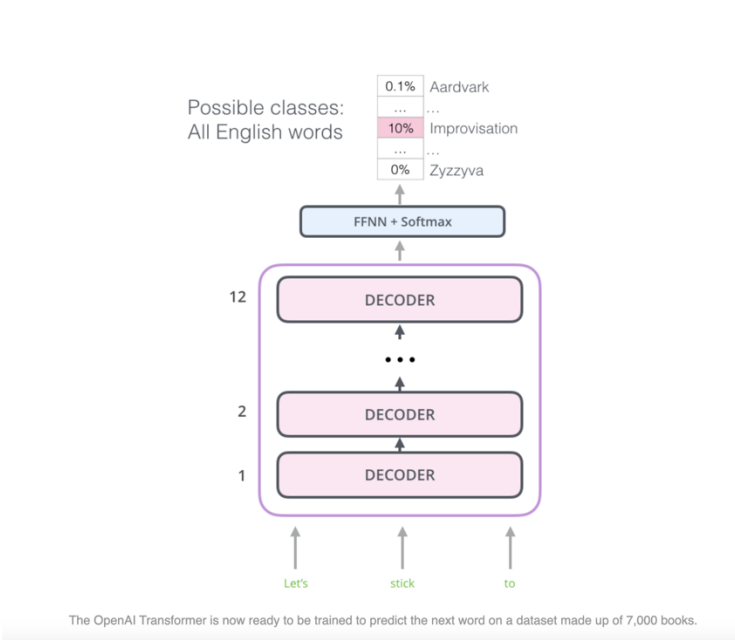 Possible classes:
All English words
0.1% Aardvark
... ...
10% Improvisation
... ...
0% Zyzzyva
FFNN + Softmax
12 DECODER
...
2 DECODER
1 DECODER
Let's stick to
The OpenAI Transformer is now ready to be trained to predict the next word on a dataset made up of 7,000 books.